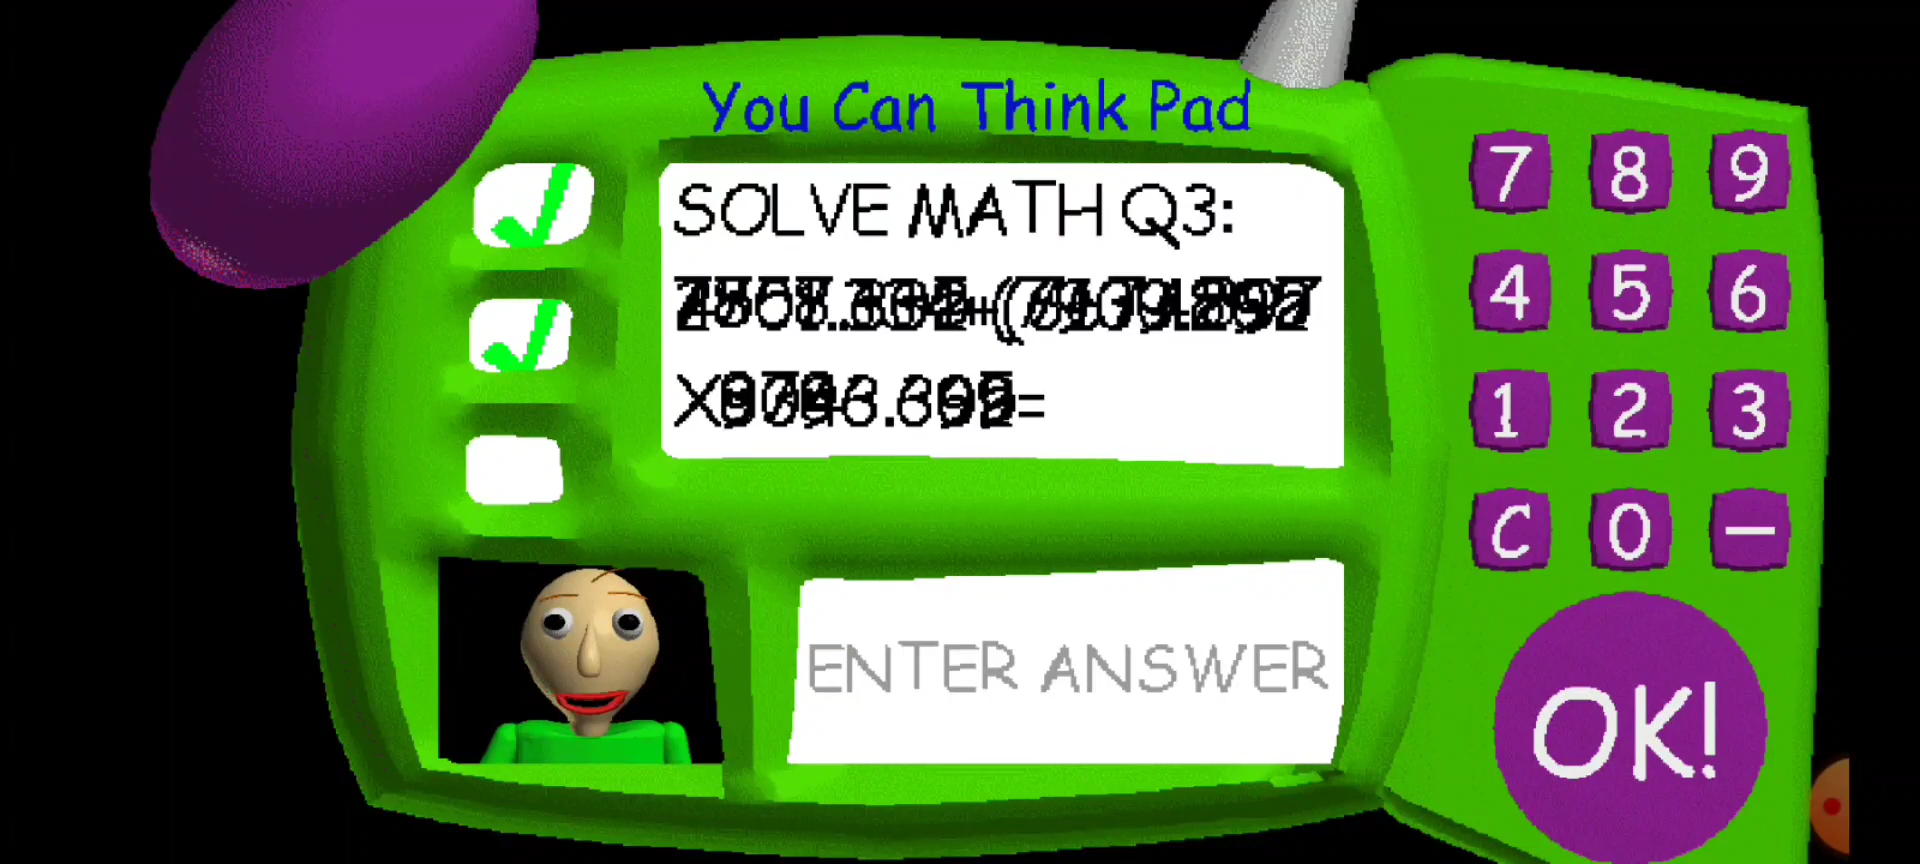 You Can Think Pad
SOLVE MATH Q3:
ENTER ANSWER
7 8 9
4 5 6
1 2 3
C 0 −
OK!